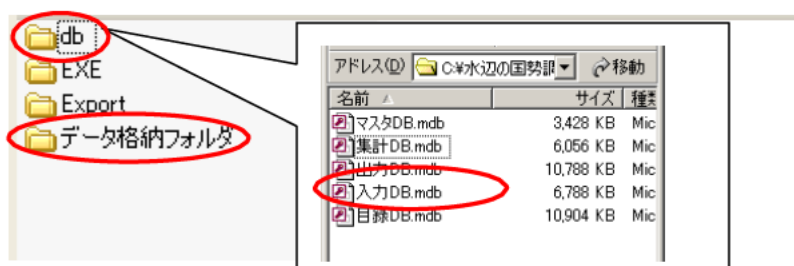 db
EXE
Export
データ格納フォルダ
アドレス(D) C:¥水辺の国勢調 移動
名前 サイズ 種類
マスタDB.mdb 3,428 KB Mic
集計DB.mdb 6,056 KB Mic
出力DB.mdb 10,788 KB Mic
入力DB.mdb 6,788 KB Mic
目録DB.mdb 10,904 KB Mic